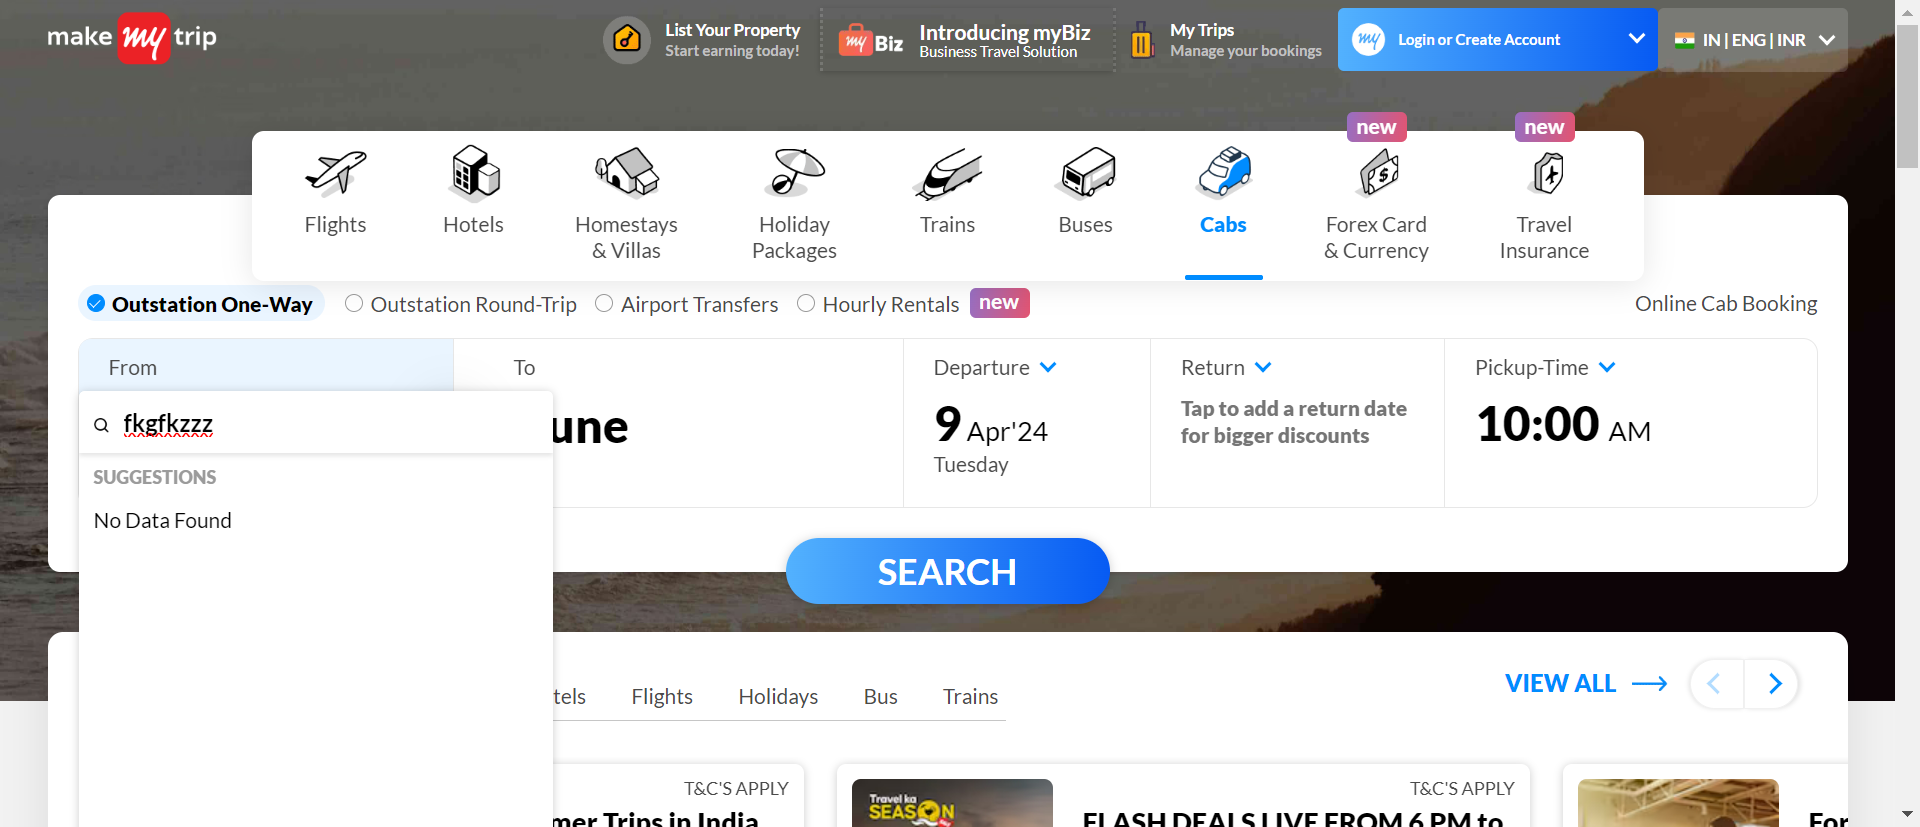 make my trip
List Your Property
Start earning today!
my Biz
Introducing myBiz
Business Travel Solution
My Trips
Manage your bookings
my
Login or Create Account
IN | ENG | INR
new
new
Flights
Hotels
Homestays
& Villas
Holiday
Packages
Trains
Buses
Cabs
Forex Card
& Currency
Travel
Insurance
Outstation One-Way
Outstation Round-Trip
Airport Transfers
Hourly Rentals
new
Online Cab Booking
From
To
Departure
Return
Pickup-Time
fkgfkzzz
une
9 Apr'24
Tuesday
Tap to add a return date
for bigger discounts
10:00 AM
SUGGESTIONS
No Data Found
SEARCH
tels
Flights
Holidays
Bus
Trains
VIEW ALL
T&C'S APPLY
mer Trips in India
Travel ka
SEASON
T&C'S APPLY
FLASH DEALS LIVE FROM 6 PM to
For